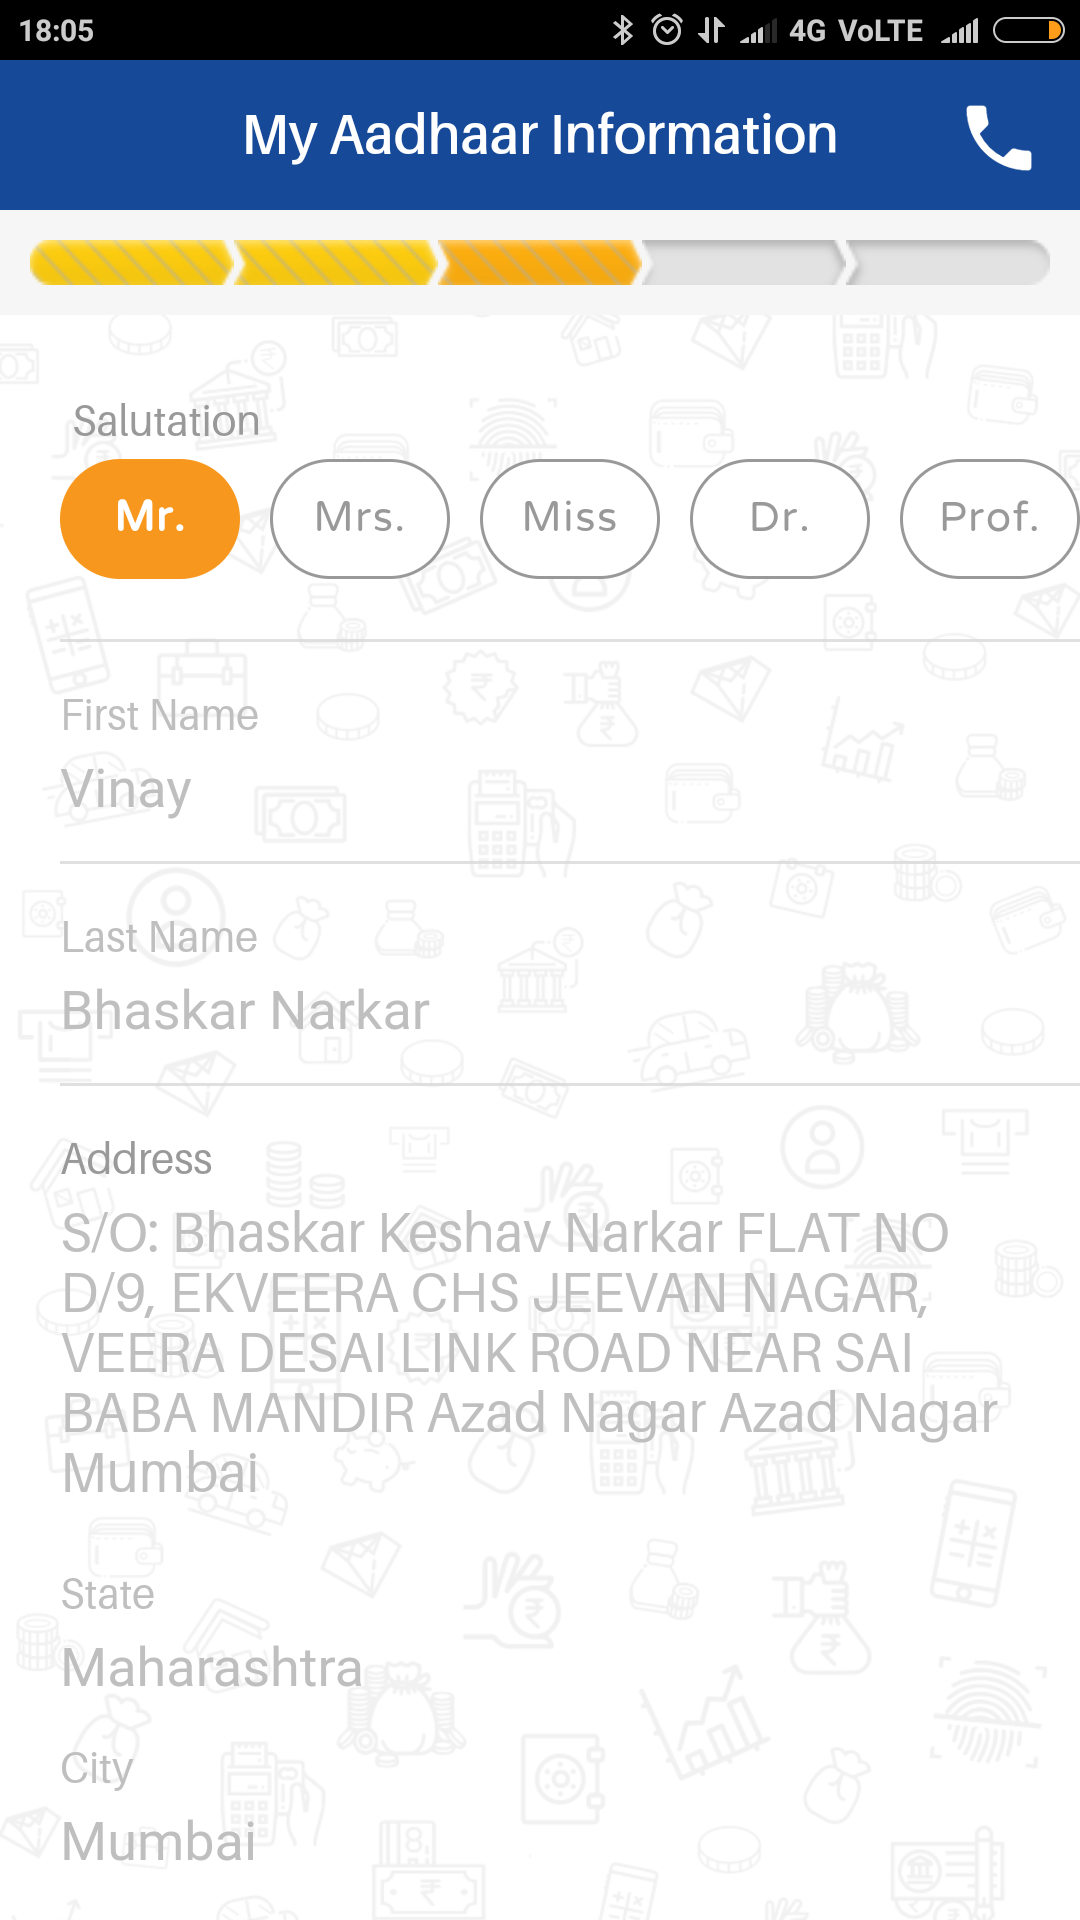 18:05 4G VoLTE
My Aadhaar Information
Salutation
Mr. Mrs. Miss Dr. Prof.
First Name
Vinay
Last Name
Bhaskar Narkar
Address
S/O: Bhaskar Keshav Narkar FLAT NO
D/9, EKVEERA CHS JEEVAN NAGAR,
VEERA DESAI LINK ROAD NEAR SAI
BABA MANDIR Azad Nagar Azad Nagar
Mumbai
State
Maharashtra
City
Mumbai